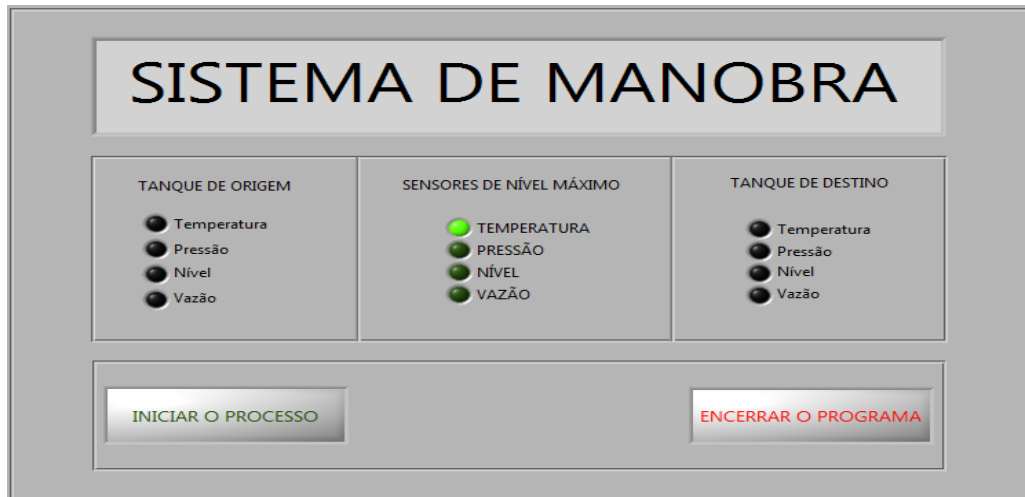 SISTEMA DE MANOBRA
TANQUE DE ORIGEM
Temperatura
Pressão
Nível
Vazão
SENSORES DE NÍVEL MÁXIMO
TEMPERATURA
PRESSÃO
NÍVEL
VAZÃO
TANQUE DE DESTINO
Temperatura
Pressão
Nível
Vazão
INICIAR O PROCESSO
ENCERRAR O PROGRAMA